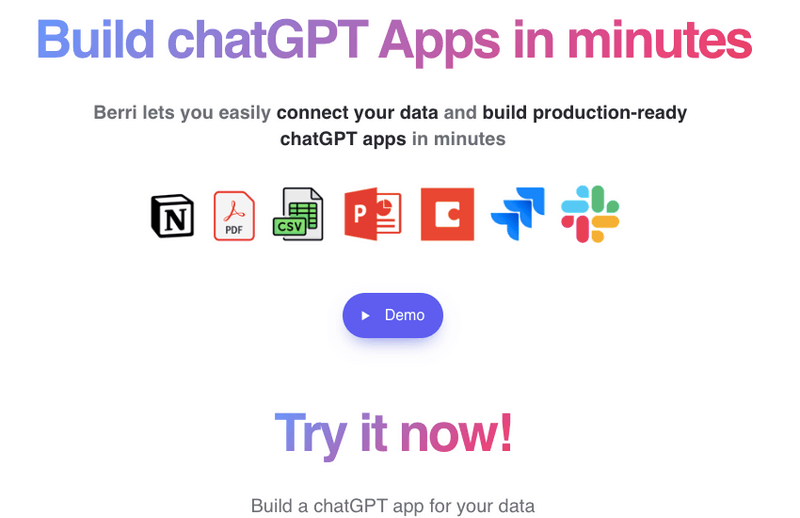 Build chatGPT Apps in minutes
Berri lets you easily connect your data and build production-ready
chatGPT apps in minutes
N
PDF
CSV
P
Demo
Try it now!
Build a chatGPT app for your data